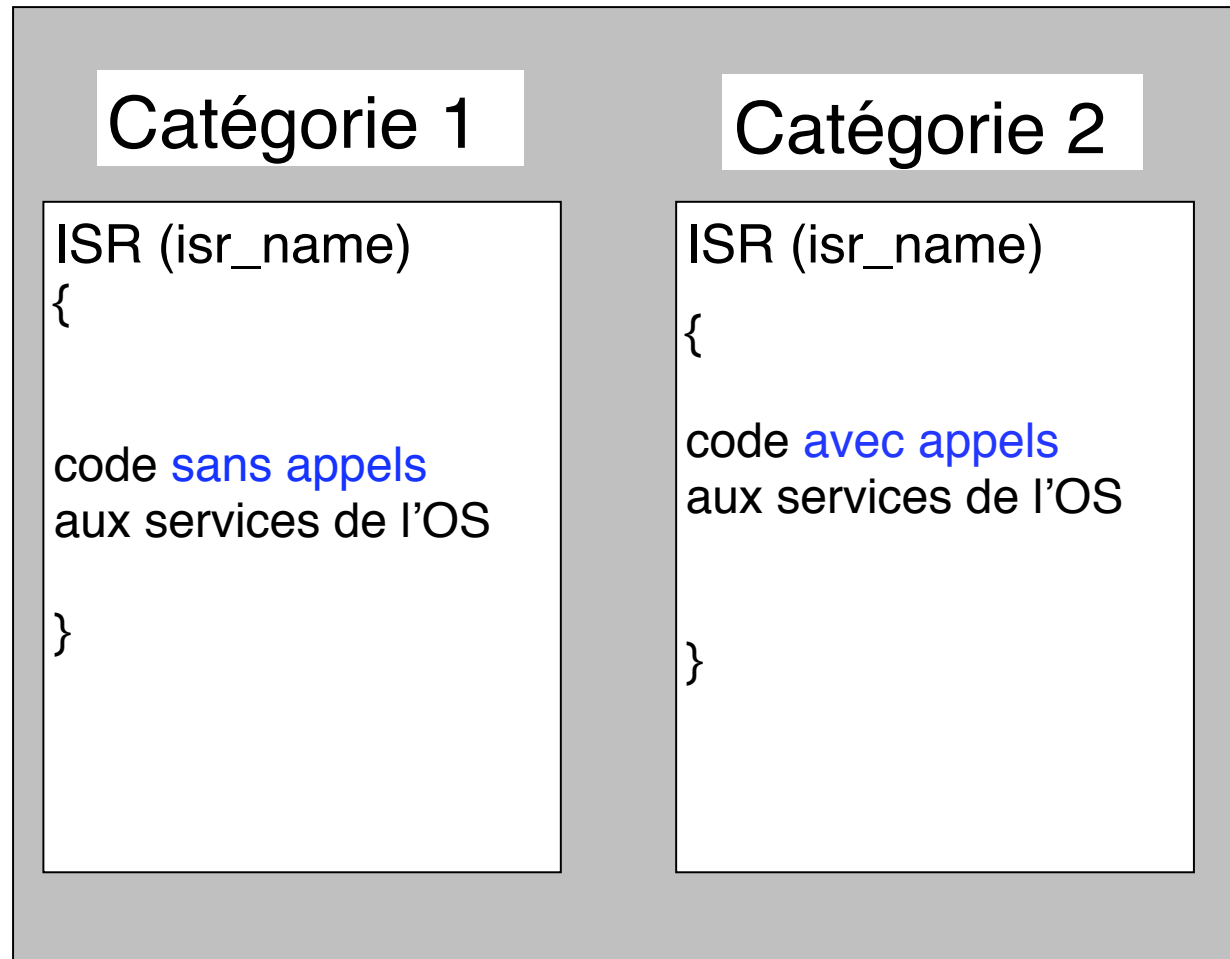 Catégorie 1
ISR (isr_name)
{
code sans appels
aux services de l’OS
}
Catégorie 2
ISR (isr_name)
{
code avec appels
aux services de l’OS
}